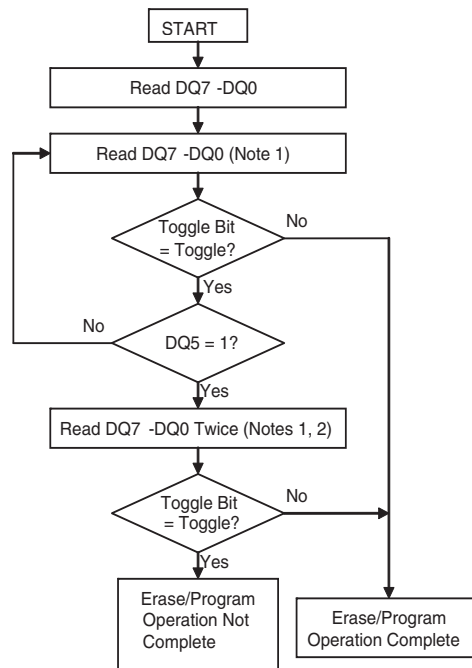 START
Read DQ7 -DQ0
Read DQ7 -DQ0 (Note 1)
Toggle Bit
= Toggle?
No
Yes
No
DQ5 = 1?
Yes
Read DQ7 -DQ0 Twice (Notes 1, 2)
Toggle Bit
= Toggle?
No
Yes
Erase/Program
Operation Not
Complete
Erase/Program
Operation Complete